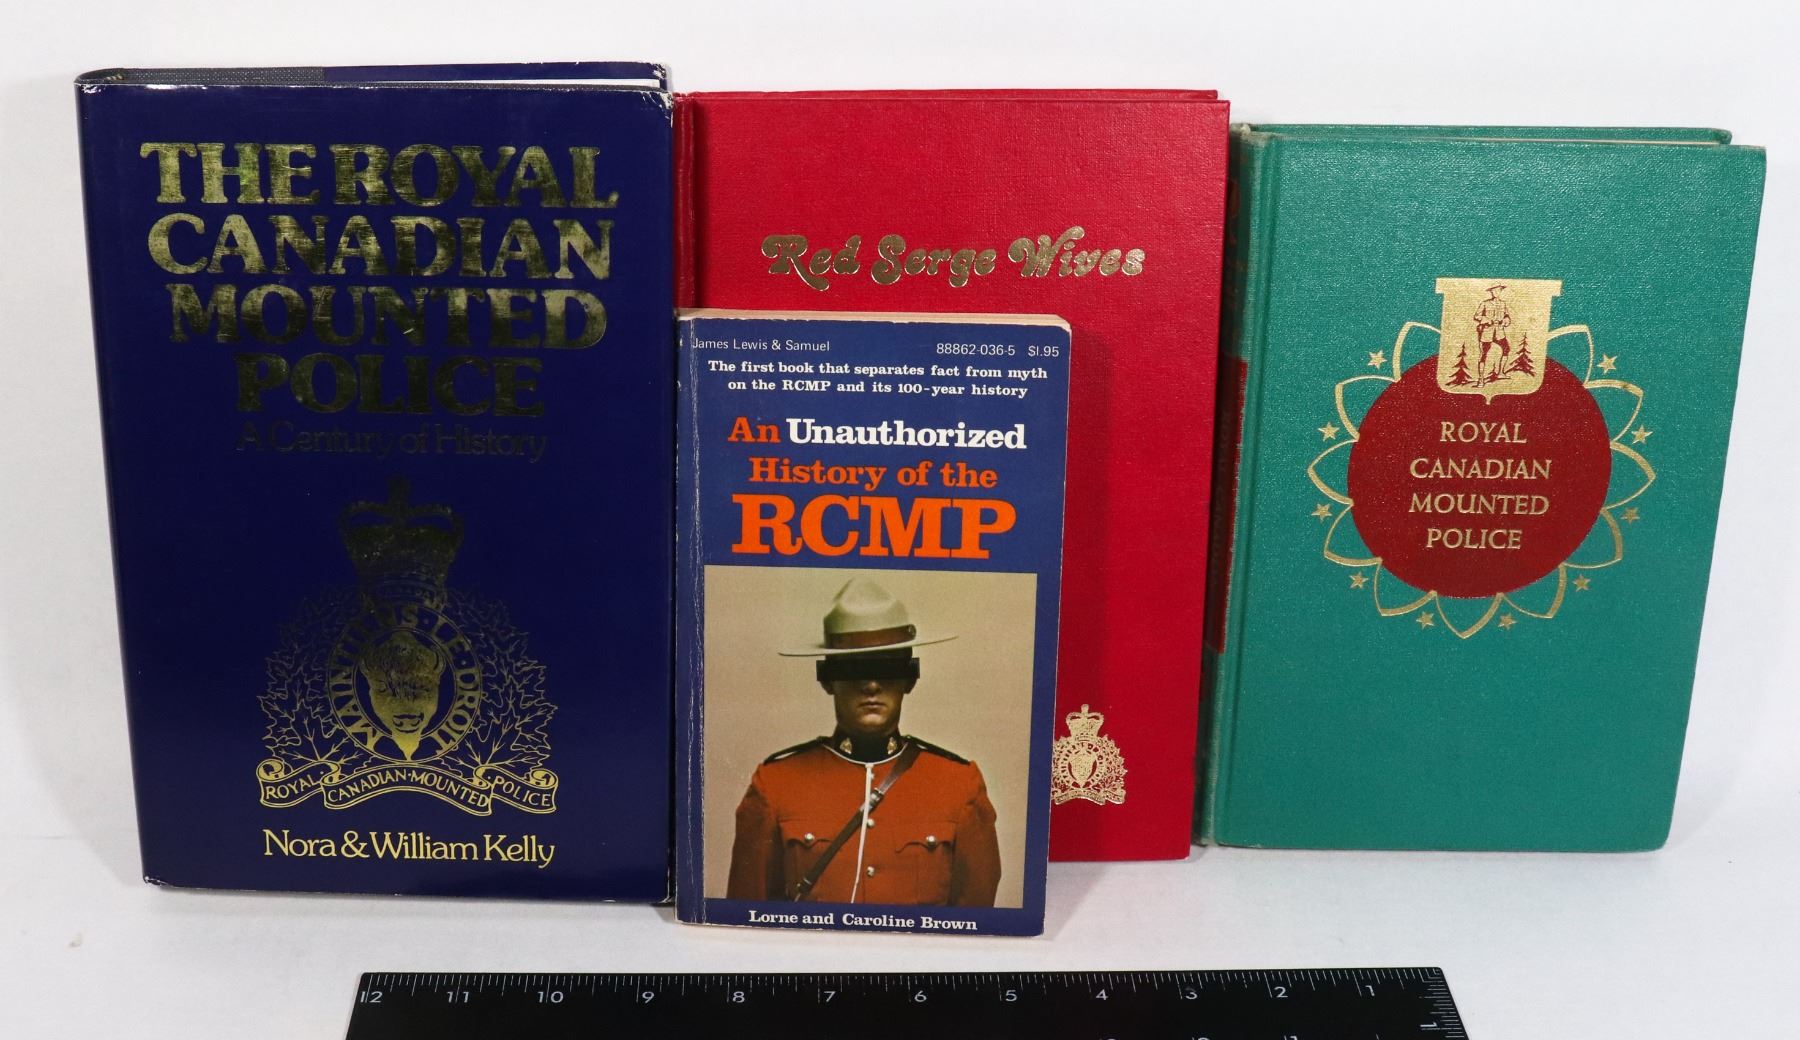 THE ROYAL
CANADIAN
MOUNTED
POLICE
A Century of History
MAINTIENS·LE·DROIT
ROYAL·
CANADIAN·MOUNTED
POLICE
Nora & William Kelly
Red Serge Wives
James Lewis & Samuel
88862-036-5 $1.95
The first book that separates fact from myth
on the RCMP and its 100-year history
An Unauthorized
History of the
RCMP
Lorne and Caroline Brown
ROYAL
CANADIAN
MOUNTED
POLICE
12 11 10 9 8 7 6 5 4 3 2 1